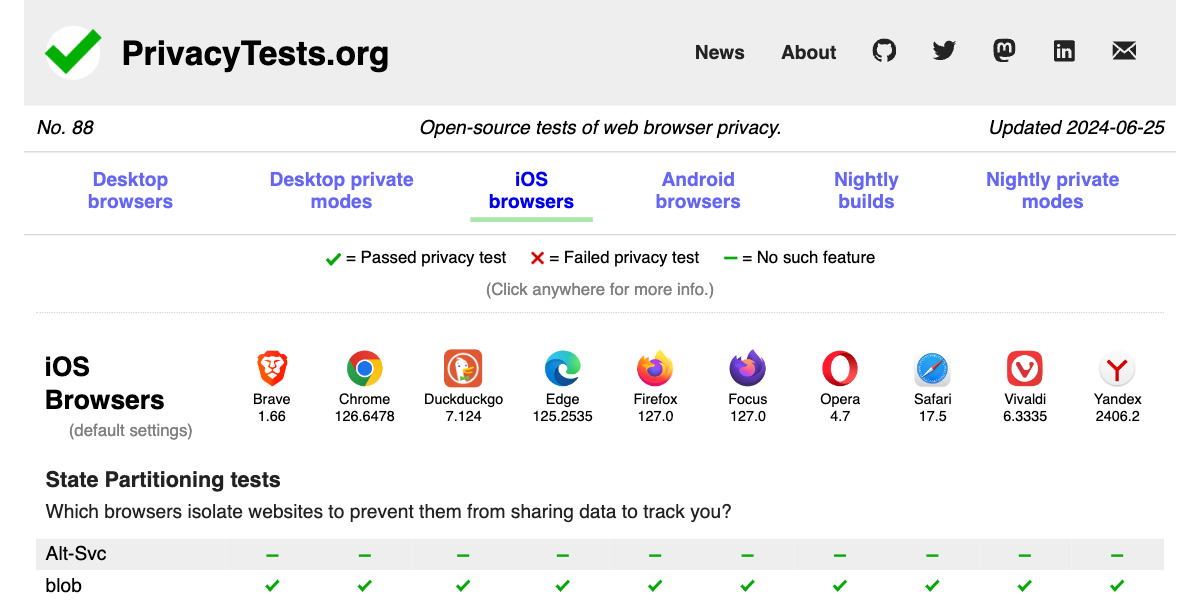 PrivacyTests.org
News About
No. 88 Open-source tests of web browser privacy. Updated 2024-06-25
Desktop browsers Desktop private modes iOS browsers Android browsers Nightly builds Nightly private modes
= Passed privacy test = Failed privacy test = No such feature
(Click anywhere for more info.)
iOS
Browsers
(default settings)
Brave Chrome Duckduckgo Edge Firefox Focus Opera Safari Vivaldi Yandex
1.66 126.6478 7.124 125.2535 127.0 127.0 4.7 17.5 6.3335 2406.2
State Partitioning tests
Which browsers isolate websites to prevent them from sharing data to track you?
Alt-Svc
blob